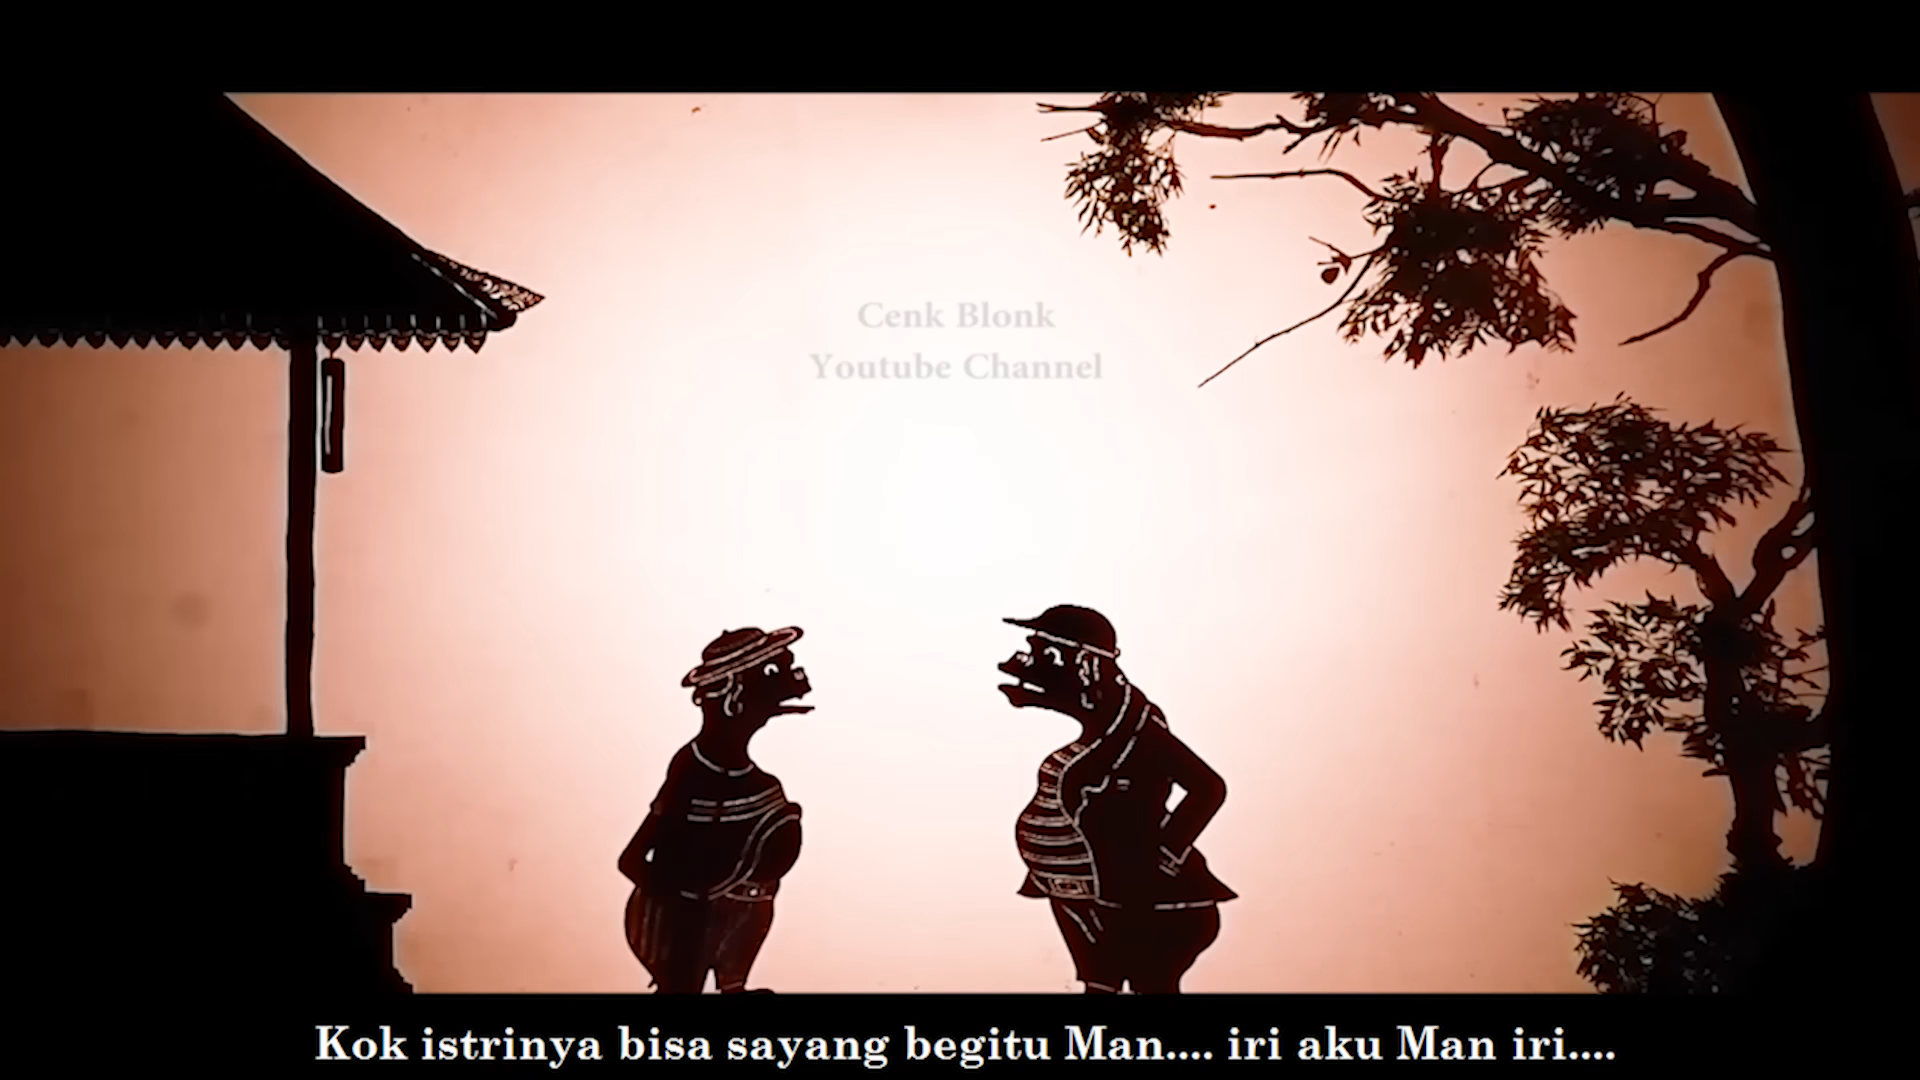 Cenk Blonk
Youtube Channel
Kok istrinya bisa sayang begitu Man.... iri aku Man iri....